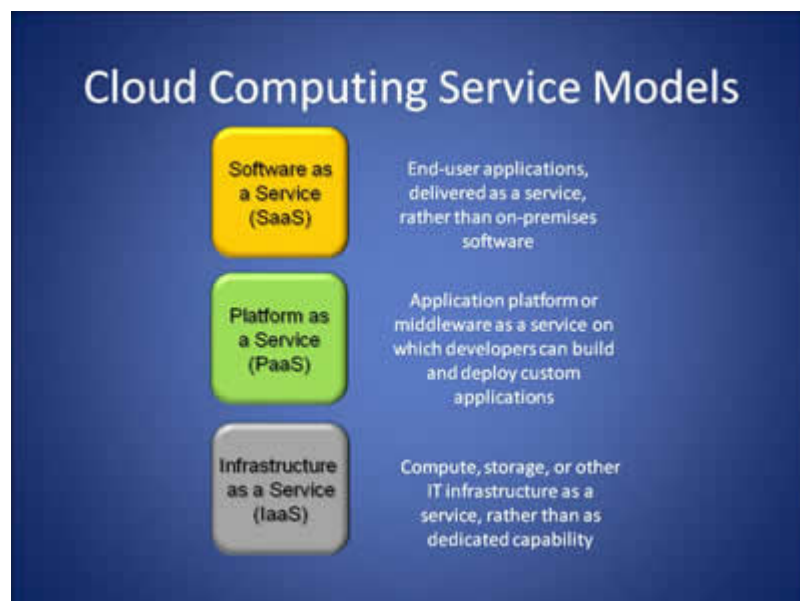 Cloud Computing Service Models
Software as
a Service
(SaaS)
End-user applications,
delivered as a service,
rather than on-premises
software
Platform as
a Service
(PaaS)
Application platform or
middleware as a service on
which developers can build
and deploy custom
applications
Infrastructure
as a Service
(IaaS)
Compute, storage, or other
IT infrastructure as a
service, rather than as
dedicated capability